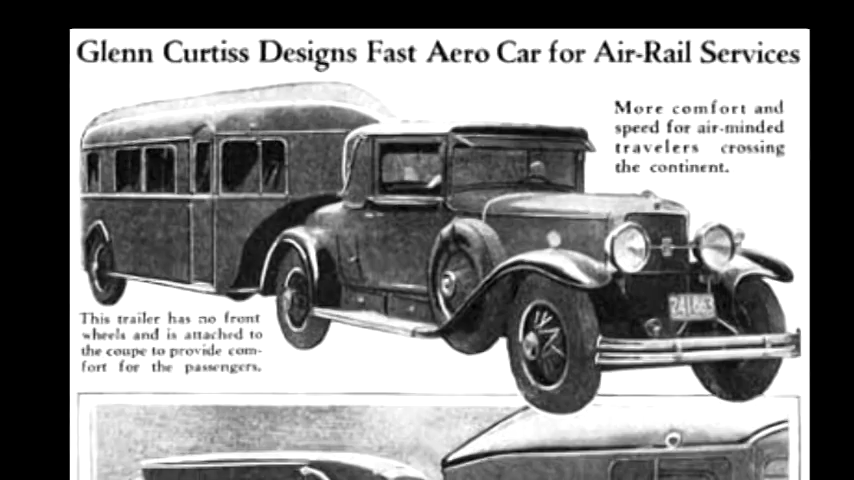 Glenn Curtiss Designs Fast Aero Car for Air-Rail Services
More comfort and
speed for air-minded
travelers crossing
the continent.
241-863
This trailer has no front
wheels and is attached to
the coupe to provide com-
fort for the passengers.